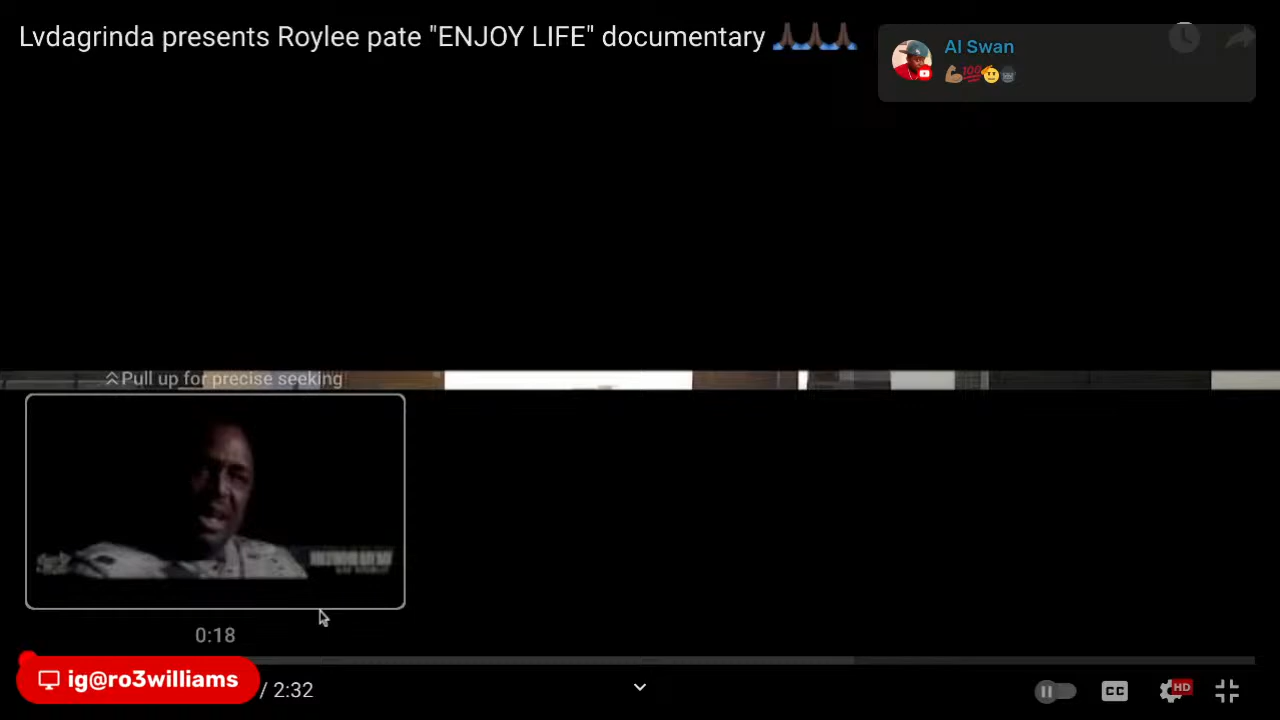 Lvdagrinda presents Roylee pate "ENJOY LIFE" documentary 🙏🏿🙏🏿🙏🏿
Al Swan
💪🏽💯🫡🥷🏿
Pull up for precise seeking
0:18
ig@ro3williams
/ 2:32
CC
HD